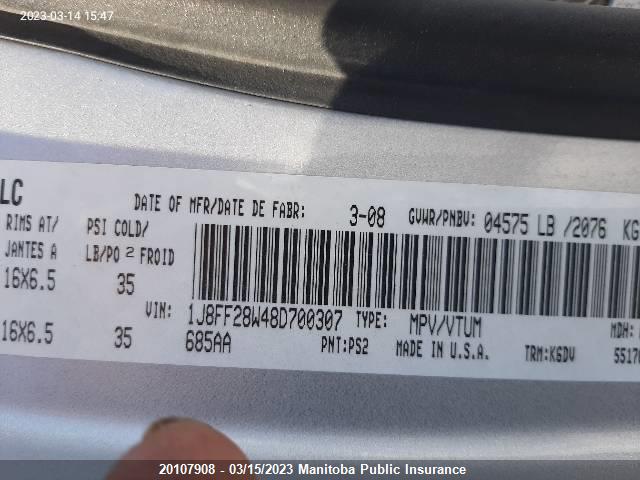 2023-03-14 15:47
LC
DATE OF MFR/DATE DE FABR: 3-08 GVWR/PNBV: 04575 LB /2076 KG
RIMS AT/ PSI COLD/
JANTES A LB/PO 2 FROID
16X6.5 35
VIN: 1J8FF28W48D700307 TYPE: MPV/VTUM MDH:
16X6.5 35 685AA PNT:PS2 MADE IN U.S.A. TRM:K6DV 5517
20107908 - 03/15/2023 Manitoba Public Insurance